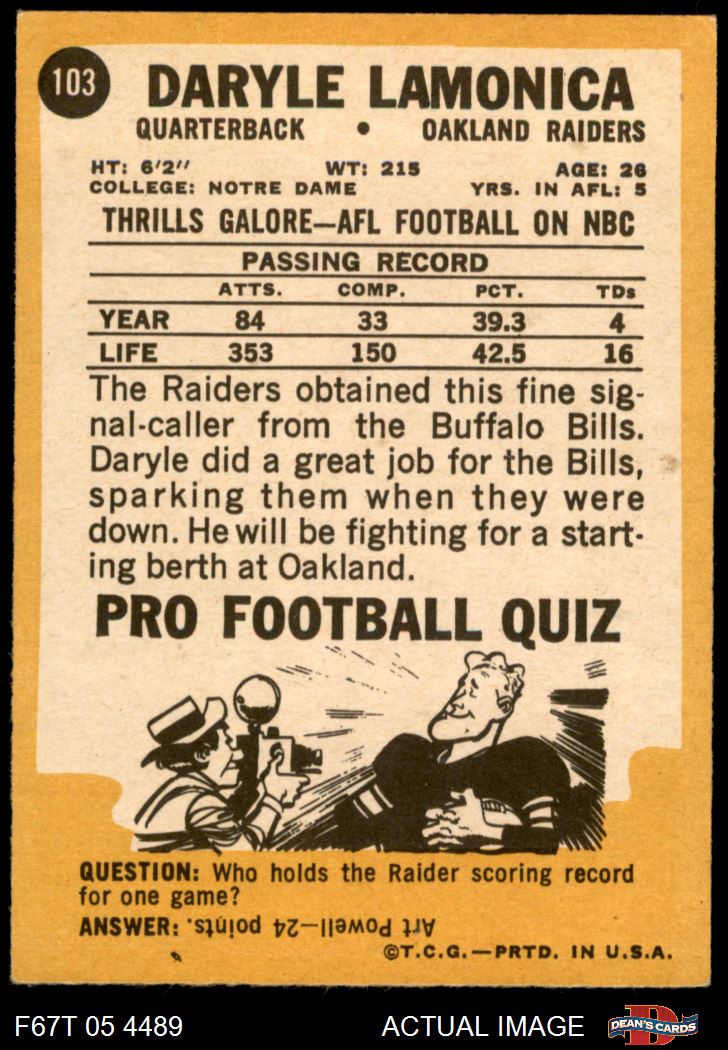 103
DARYLE LAMONICA
QUARTERBACK • OAKLAND RAIDERS
HT: 6'2'' WT: 215 AGE: 26
COLLEGE: NOTRE DAME YRS. IN AFL: 5
THRILLS GALORE—AFL FOOTBALL ON NBC
PASSING RECORD
ATTS. COMP. PCT. TDs
YEAR 84 33 39.3 4
LIFE 353 150 42.5 16
The Raiders obtained this fine sig-
nal-caller from the Buffalo Bills.
Daryle did a great job for the Bills,
sparking them when they were
down. He will be fighting for a start-
ing berth at Oakland.
PRO FOOTBALL QUIZ
QUESTION: Who holds the Raider scoring record
for one game?
ANSWER: Art Powell—24 points.
©T.C.G.—PRTD. IN U.S.A.
F67T 05 4489 ACTUAL IMAGE D DEAN'S CARDS